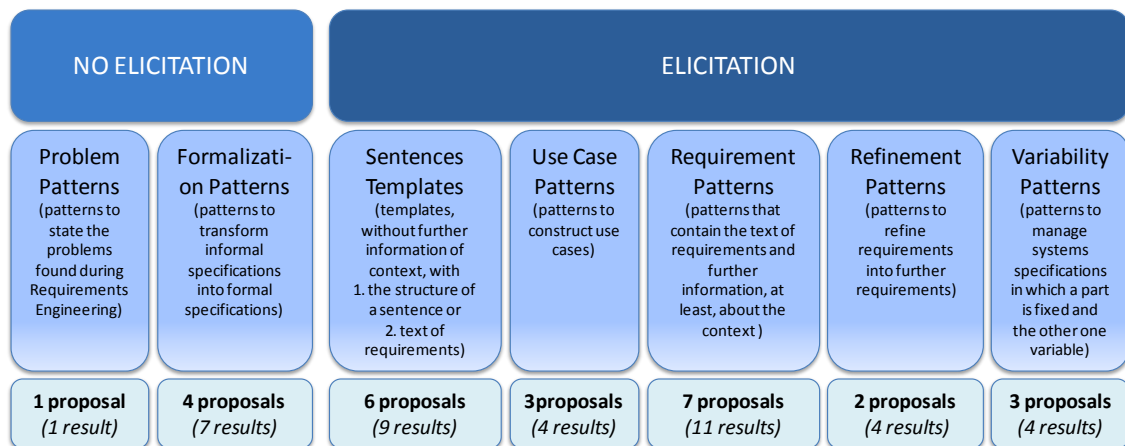 NO ELICITATION
ELICITATION
Problem
Patterns
(patterns to
state the
problems
found during
Requirements
Engineering)
Formalizati-
on Patterns
(patterns to
transform
informal
specifications
into formal
specifications)
Sentences
Templates
(templates,
without further
information of
context, with
1. the structure of
a sentence or
2. text of
requirements)
Use Case
Patterns
(patterns to
construct use
cases)
Requirement
Patterns
(patterns that
contain the text of
requirements and
further
information, at
least, about the
context )
Refinement
Patterns
(patterns to
refine
requirements
into further
requirements)
Variability
Patterns
(patterns to
manage
systems
specifications
in which a part
is fixed and
the other one
variable)
1 proposal
(1 result)
4 proposals
(7 results)
6 proposals
(9 results)
3proposals
(4 results)
7 proposals
(11 results)
2 proposals
(4 results)
3 proposals
(4 results)